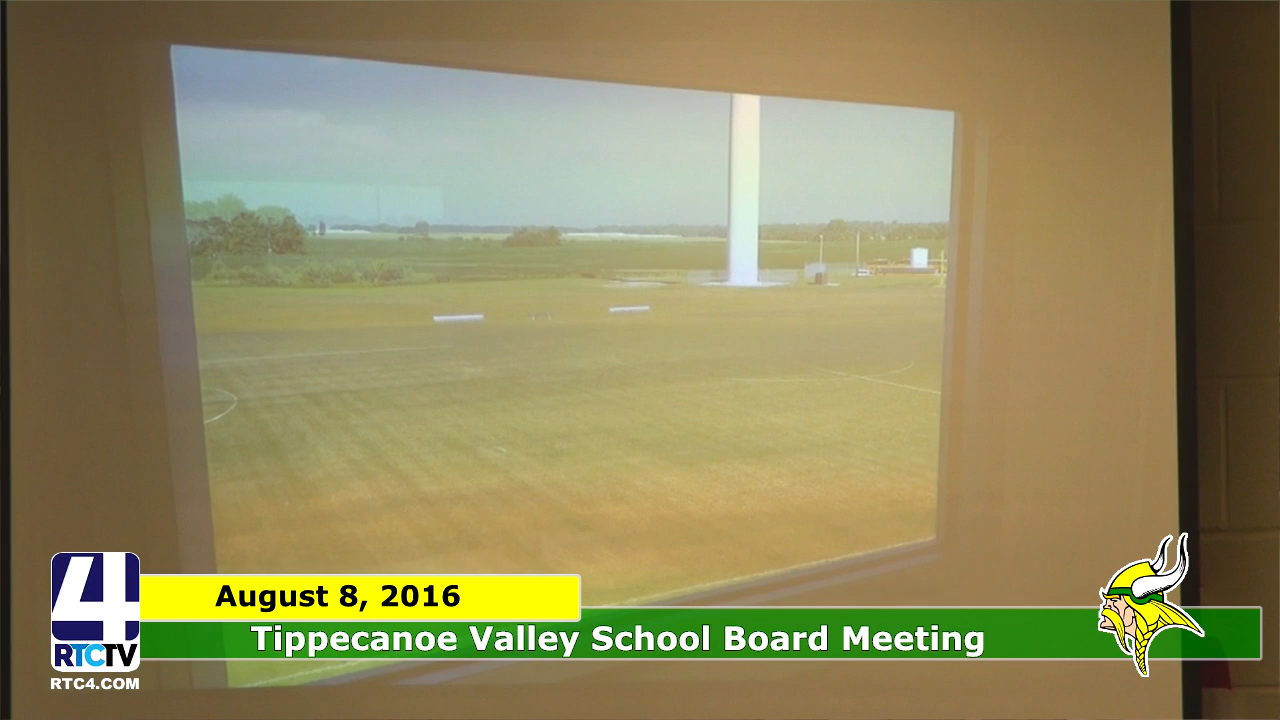 August 8, 2016
Tippecanoe Valley School Board Meeting
4
RTCTV
RTC4.COM